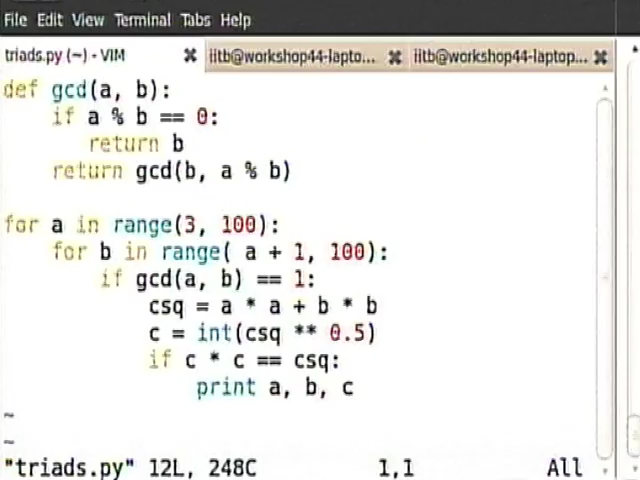 File Edit View Terminal Tabs Help
triads.py (~) - VIM iitb@workshop44-lapto... iitb@workshop44-laptop...
def gcd(a, b):
    if a % b == 0:
       return b
    return gcd(b, a % b)
for a in range(3, 100):
    for b in range( a + 1, 100):
        if gcd(a, b) == 1:
            csq = a * a + b * b
            c = int(csq ** 0.5)
            if c * c == csq:
                print a, b, c
~
~
"triads.py" 12L, 248C 1,1 All